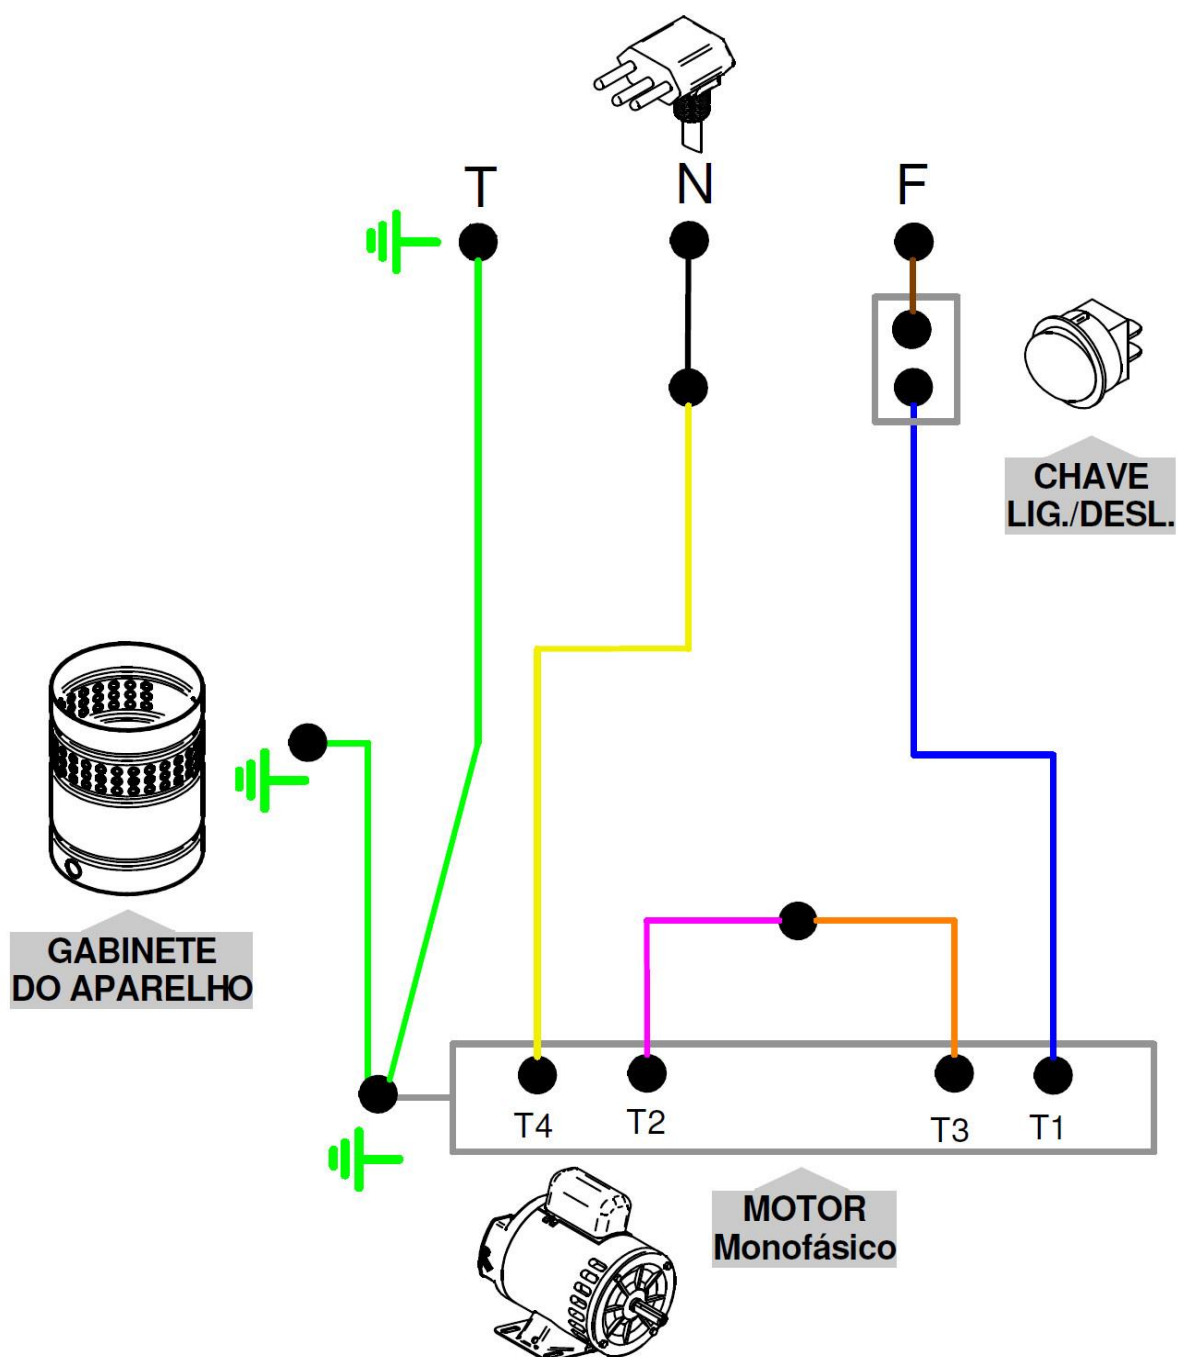 T
N
F
CHAVE
LIG./DESL.
GABINETE
DO APARELHO
T4
T2
T3
T1
MOTOR
Monofásico